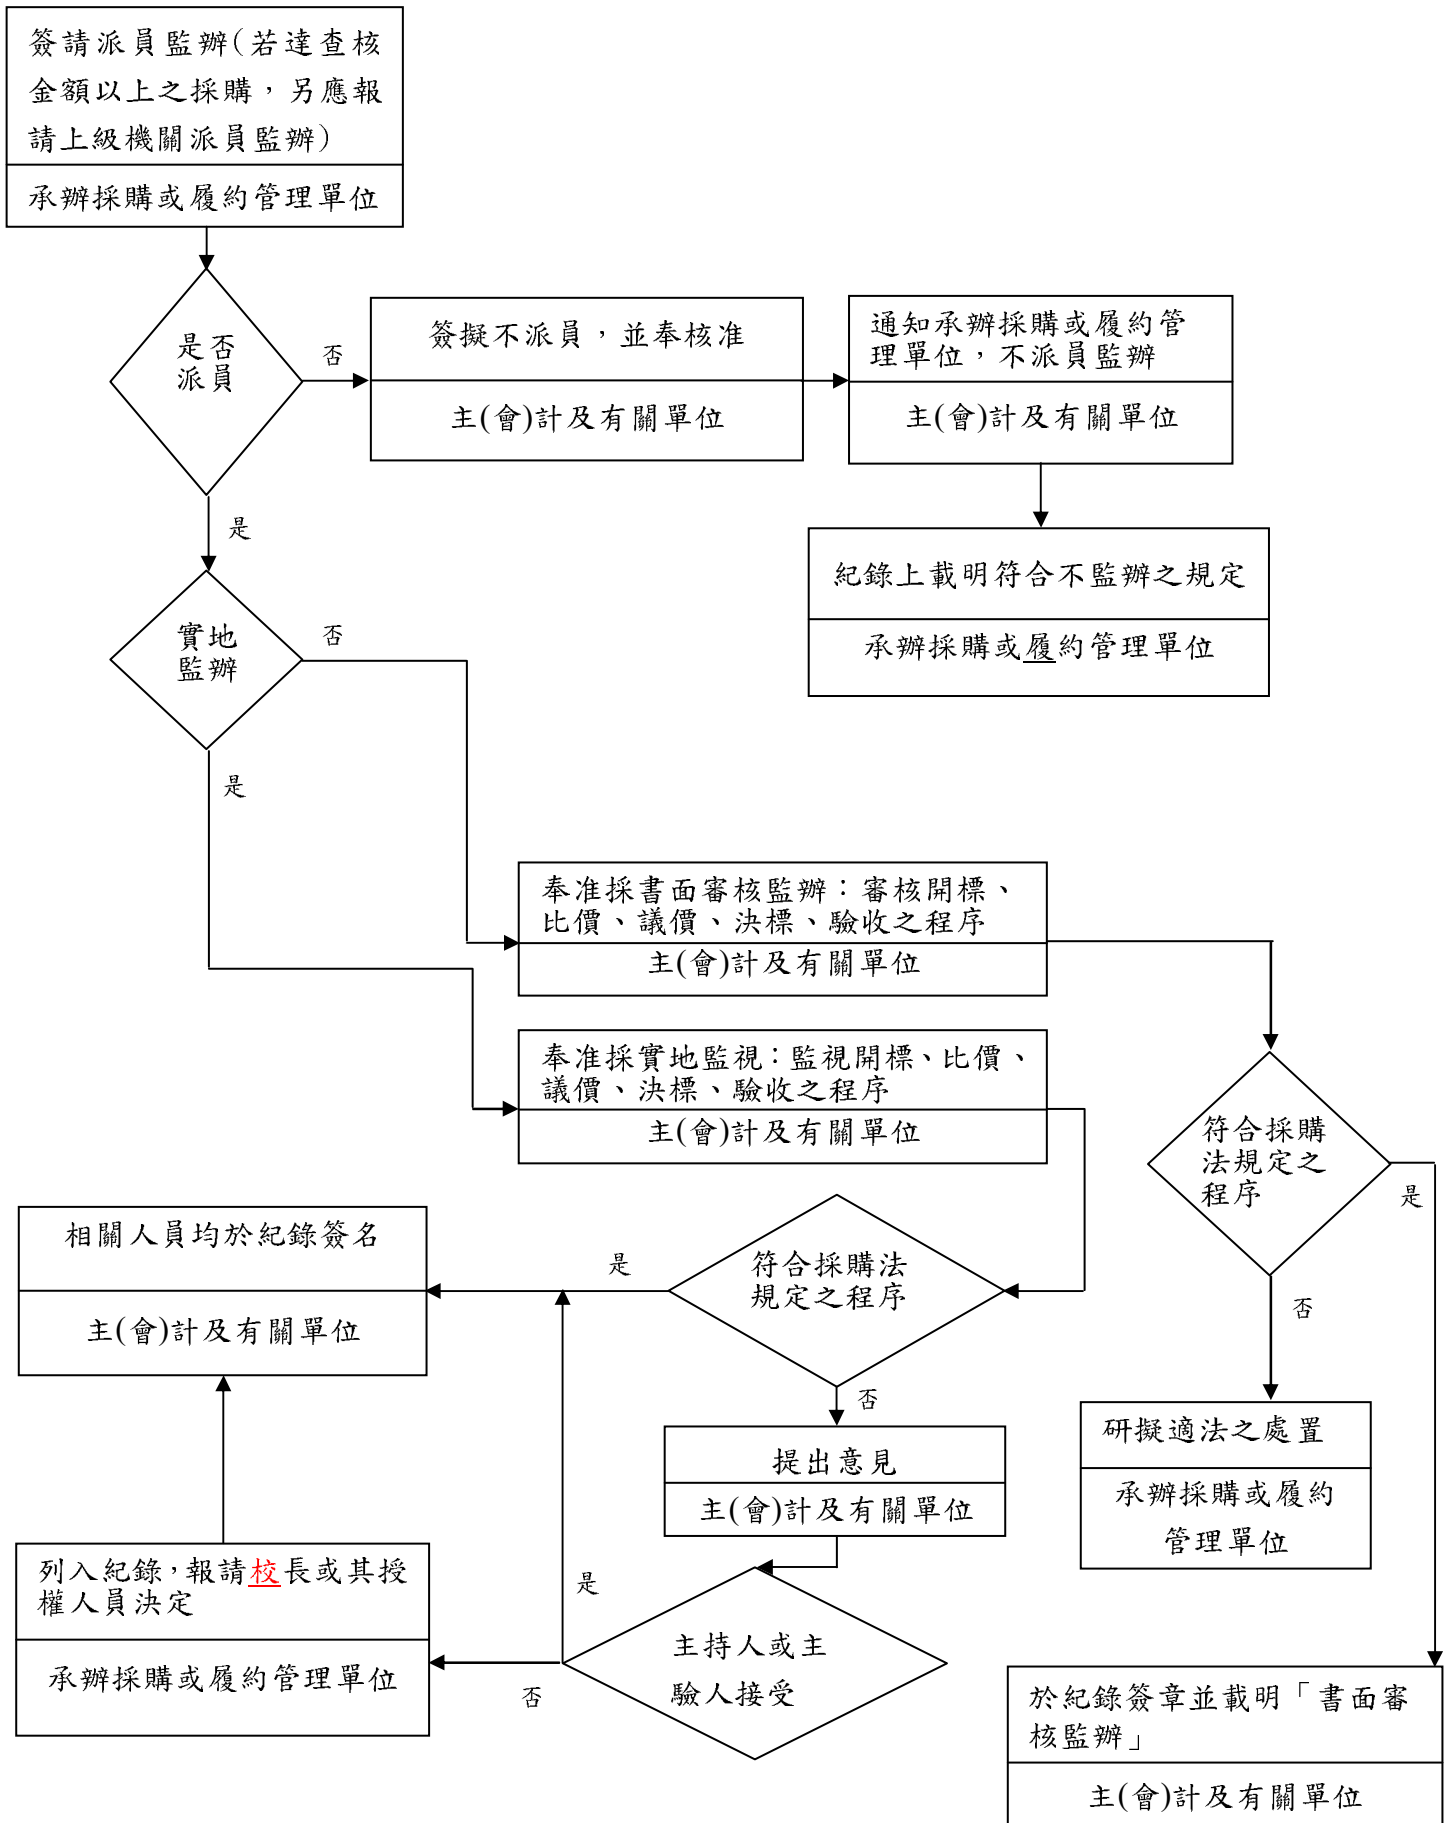 簽請派員監辦(若達查核
金額以上之採購，另應報
請上級機關派員監辦)
承辦採購或履約管理單位
是否
派員
否
簽擬不派員，並奉核准
主(會)計及有關單位
通知承辦採購或履約管
理單位，不派員監辦
主(會)計及有關單位
是
紀錄上載明符合不監辦之規定
承辦採購或履約管理單位
實地
監辦
否
是
奉准採書面審核監辦：審核開標、
比價、議價、決標、驗收之程序
主(會)計及有關單位
奉准採實地監視：監視開標、比價、
議價、決標、驗收之程序
主(會)計及有關單位
符合採購
法規定之
程序
是
否
相關人員均於紀錄簽名
主(會)計及有關單位
是
符合採購法
規定之程序
否
提出意見
主(會)計及有關單位
研擬適法之處置
承辦採購或履約
管理單位
列入紀錄，報請校長或其授
權人員決定
承辦採購或履約管理單位
是
否
主持人或主
驗人接受
於紀錄簽章並載明「書面審
核監辦」
主(會)計及有關單位